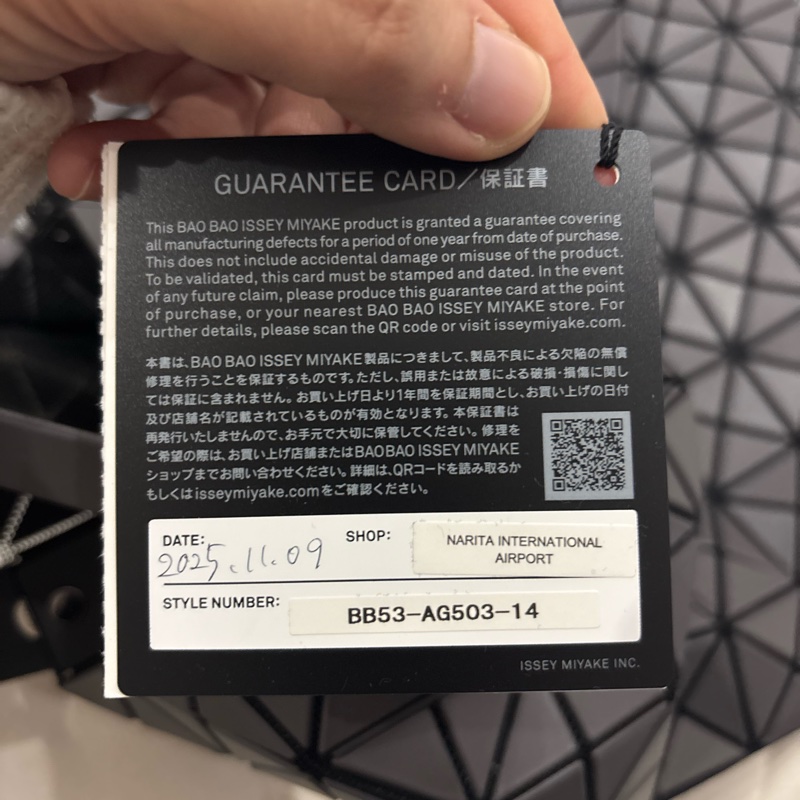 GUARANTEE CARD/保証書
This BAO BAO ISSEY MIYAKE product is granted a guarantee covering
all manufacturing defects for a period of one year from date of purchase.
This does not include accidental damage or misuse of the product.
To be validated, this card must be stamped and dated. In the event
of any future claim, please produce this guarantee card at the point
of purchase, or your nearest BAO BAO ISSEY MIYAKE store. For
further details, please scan the QR code or visit isseymiyake.com.
本書は、BAO BAO ISSEY MIYAKE製品につきまして、製品不良による欠陥の無償
修理を行うことを保証するものです。ただし、誤用または故意による破損・損傷に関し
ては保証に含まれません。お買い上げ日より1年間を保証期間とし、お買い上げの日付
及び店舗名が記載されているものが有効となります。本保証書は
再発行いたしませんので、お手元で大切に保管してください。修理を
ご希望の際は、お買い上げ店舗またはBAO BAO ISSEY MIYAKE
ショップまでお問い合わせください。詳細は、QRコードを読み取るか
もしくはisseymiyake.comをご確認ください。
DATE: 2025.11.09 SHOP: NARITA INTERNATIONAL
AIRPORT
STYLE NUMBER: BB53-AG503-14
ISSEY MIYAKE INC.